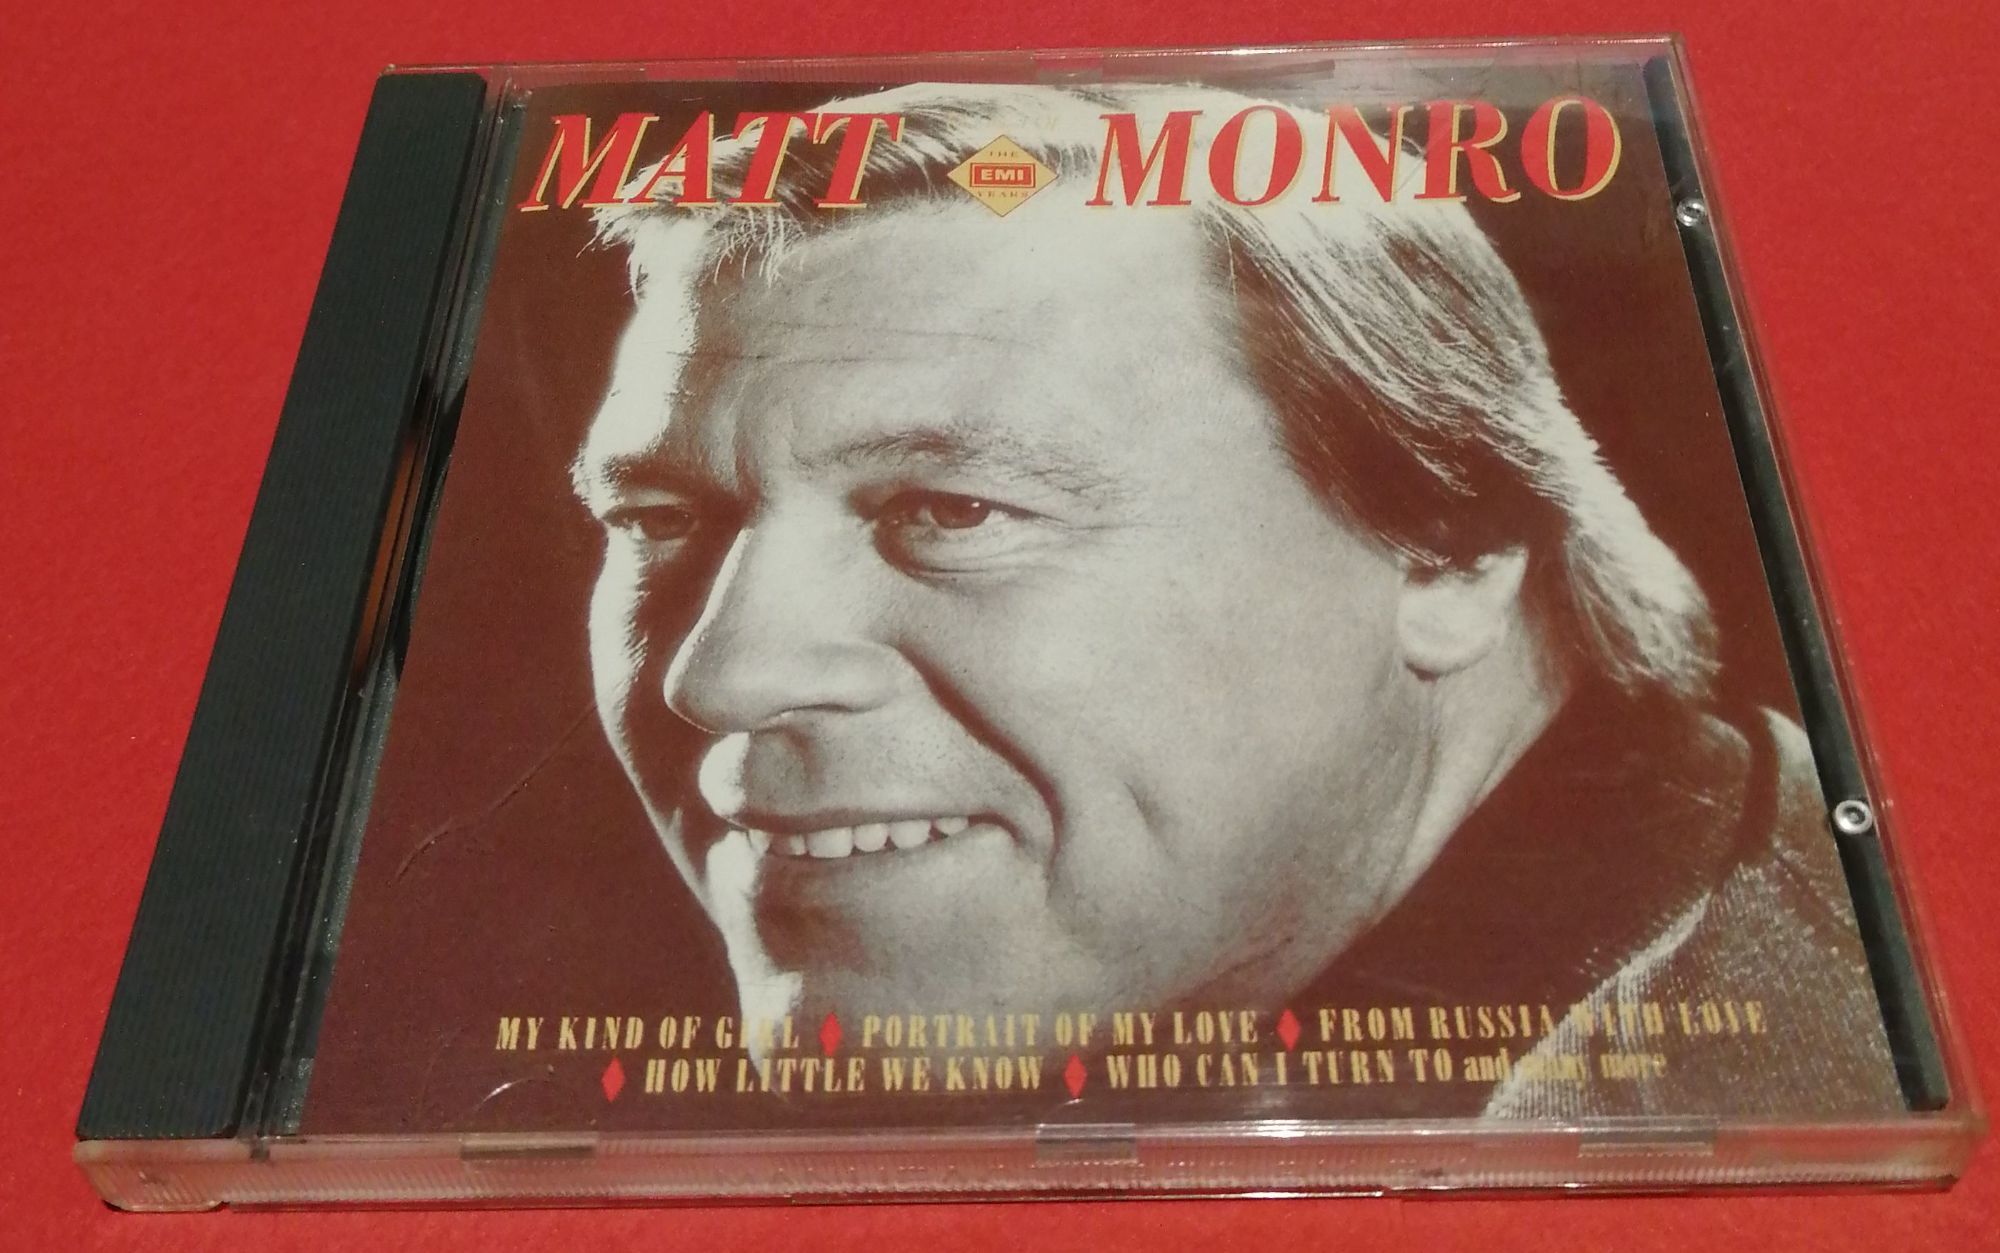 MATT MONRO
THE
EMI
YEARS
MY KIND OF GIRL ♦ PORTRAIT OF MY LOVE ♦ FROM RUSSIA WITH LOVE
♦ HOW LITTLE WE KNOW ♦ WHO CAN I TURN TO and many more